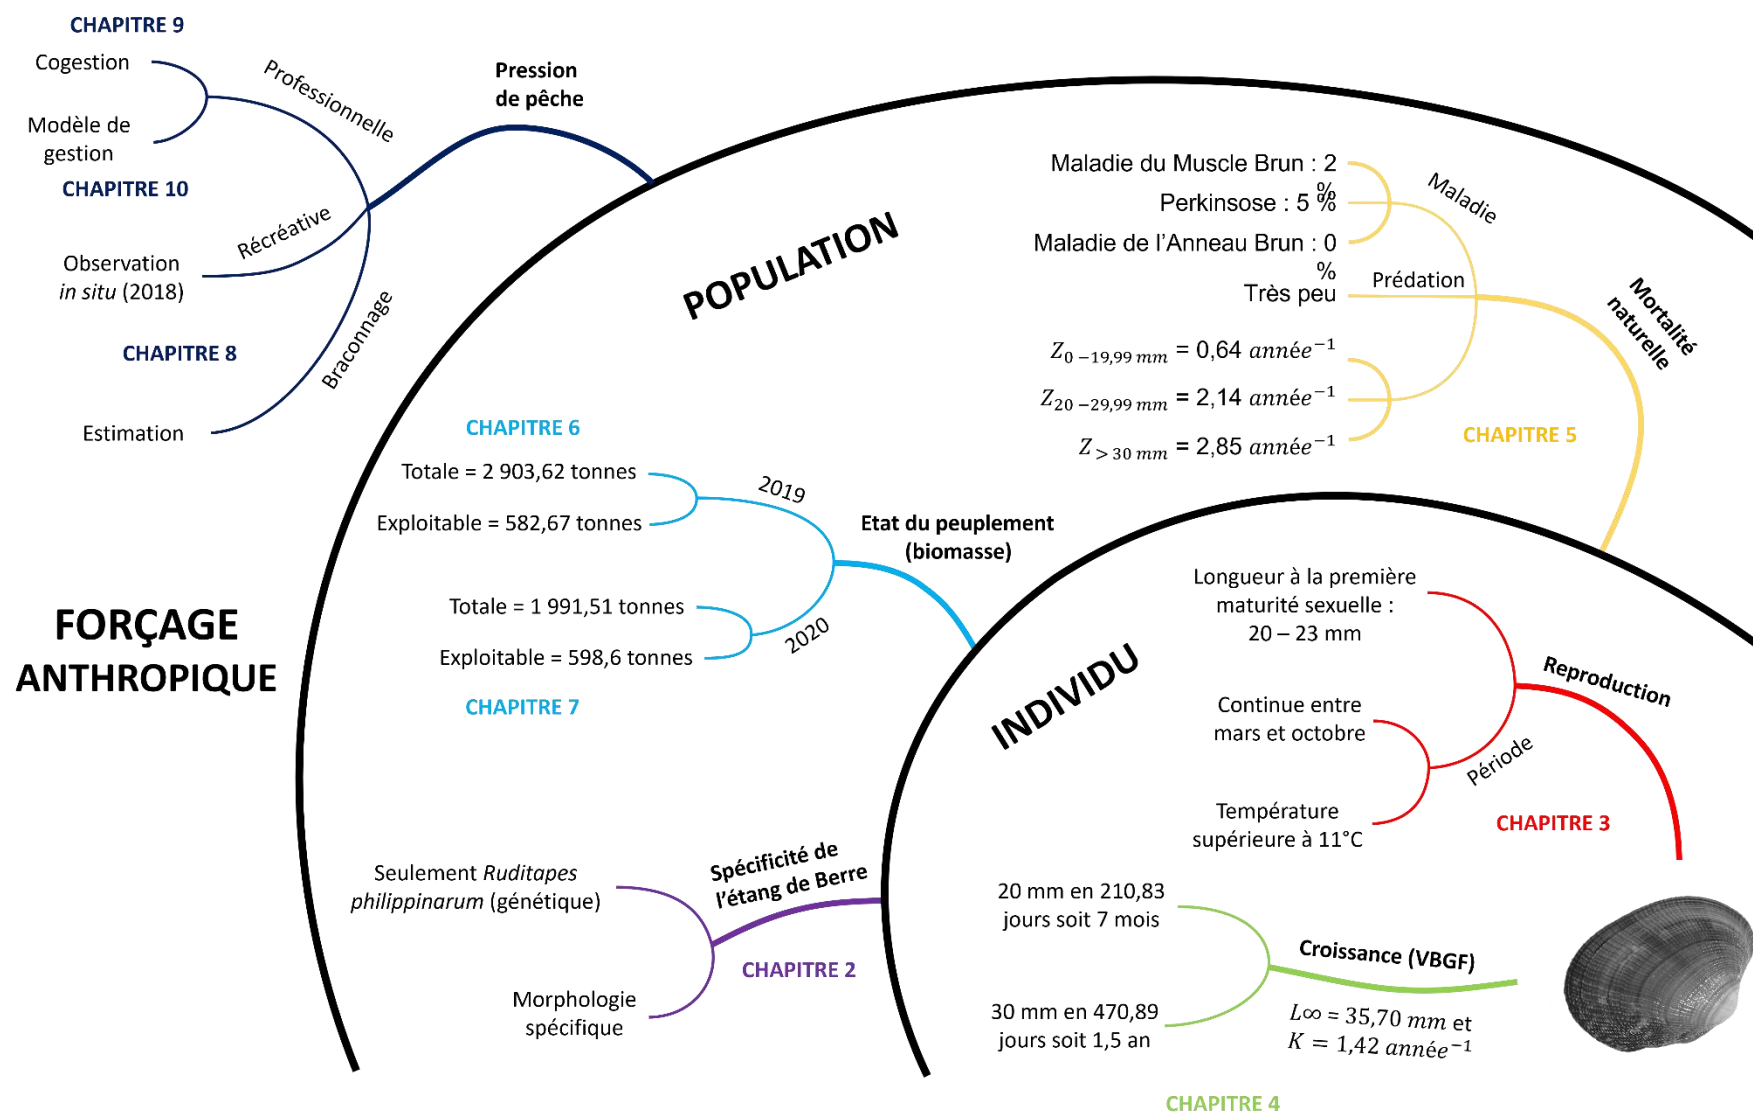 CHAPITRE 9
Cogestion
Modèle de
gestion
CHAPITRE 10
Professionnelle
Récréative
Observation
in situ (2018)
CHAPITRE 8
Braconnage
Estimation
Pression
de pêche
FORÇAGE
ANTHROPIQUE
POPULATION
Maladie du Muscle Brun : 2
%
Perkinsose : 5 %
Maladie de l’Anneau Brun : 0
%
Maladie
Très peu
Prédation
Z0 –19,99 mm = 0,64 année−1
Z20 –29,99 mm = 2,14 année−1
Z> 30 mm = 2,85 année−1
Mortalité
naturelle
CHAPITRE 5
CHAPITRE 6
Totale = 2 903,62 tonnes
Exploitable = 582,67 tonnes
2019
Etat du peuplement
(biomasse)
Totale = 1 991,51 tonnes
Exploitable = 598,6 tonnes
2020
CHAPITRE 7
Seulement Ruditapes
philippinarum (génétique)
Morphologie
spécifique
Spécificité de
l’étang de Berre
CHAPITRE 2
INDIVIDU
Longueur à la première
maturité sexuelle :
20 – 23 mm
Continue entre
mars et octobre
Température
supérieure à 11°C
Période
Reproduction
CHAPITRE 3
20 mm en 210,83
jours soit 7 mois
30 mm en 470,89
jours soit 1,5 an
Croissance (VBGF)
L∞ = 35,70 mm et
K = 1,42 année−1
CHAPITRE 4